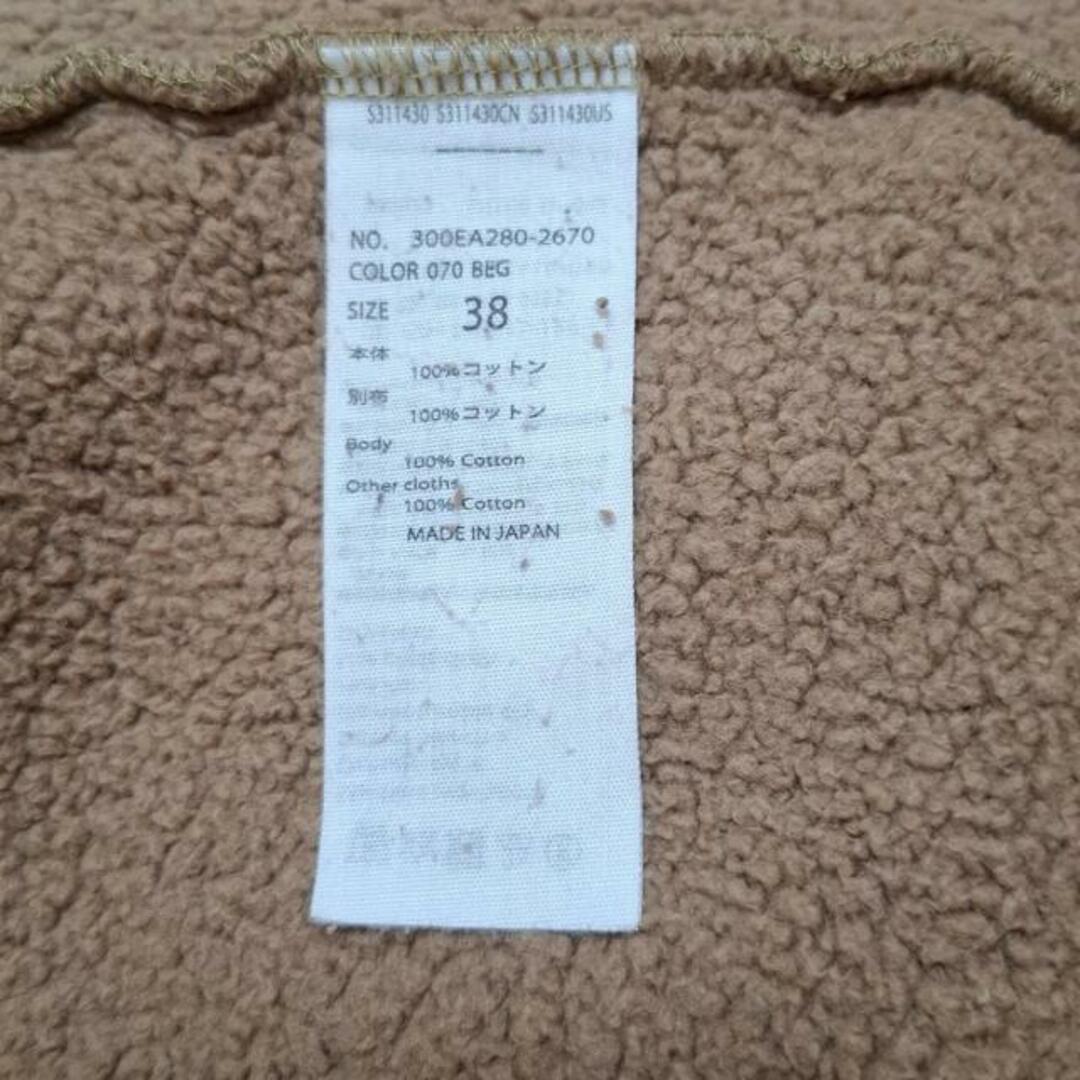 S311430 S311430CN S311430US
NO. 300EA280-2670
COLOR 070 BEG
SIZE 38
本体
100%コットン
別布
100%コットン
Body
100% Cotton
Other cloths
100% Cotton
MADE IN JAPAN